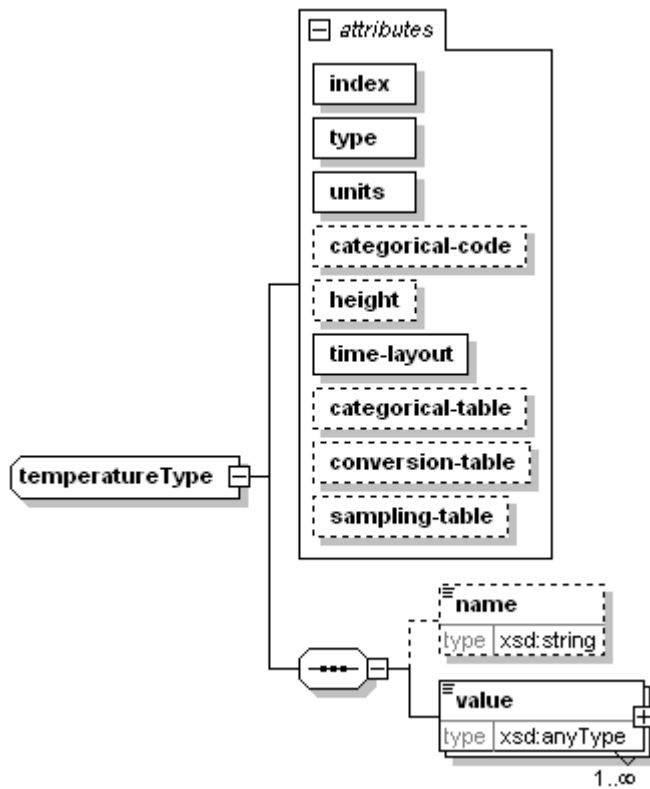 attributes
index
type
units
categorical-code
height
time-layout
categorical-table
conversion-table
sampling-table
temperatureType
name
type xsd:string
value
type xsd:anyType
1..∞